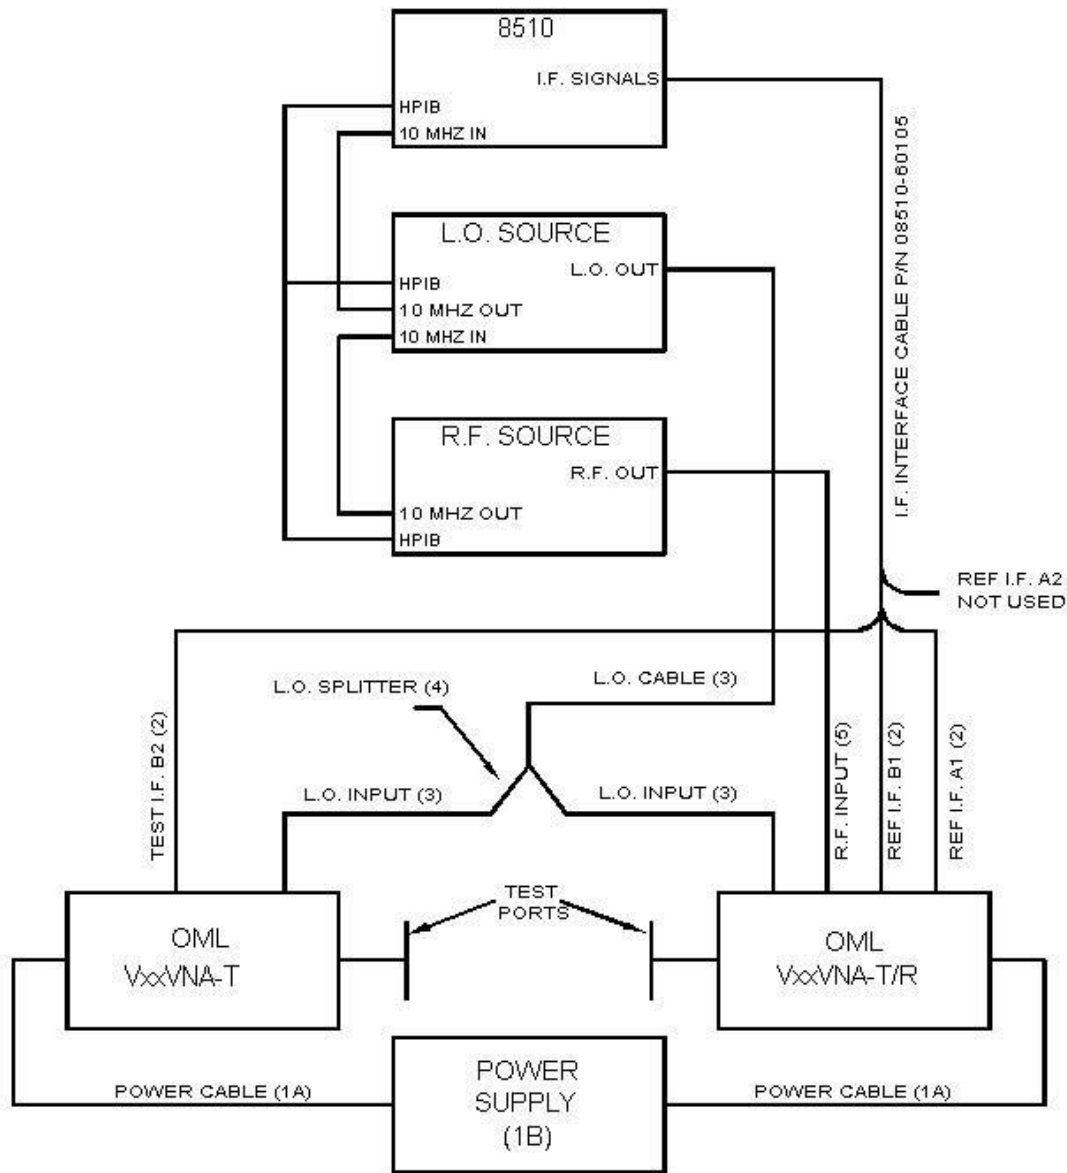 8510
I.F. SIGNALS
HPIB
10 MHZ IN
L.O. SOURCE
L.O. OUT
HPIB
10 MHZ OUT
10 MHZ IN
R.F. SOURCE
R.F. OUT
10 MHZ OUT
HPIB
I.F. INTERFACE CABLE P/N 08510-60105
REF I.F. A2
NOT USED
L.O. SPLITTER (4)
L.O. CABLE (3)
TEST I.F. B2 (2)
L.O. INPUT (3)
L.O. INPUT (3)
R.F. INPUT (5)
REF I.F. B1 (2)
REF I.F. A1 (2)
TEST
PORTS
OML
VxxVNA-T
OML
VxxVNA-T/R
POWER CABLE (1A)
POWER
SUPPLY
(1B)
POWER CABLE (1A)